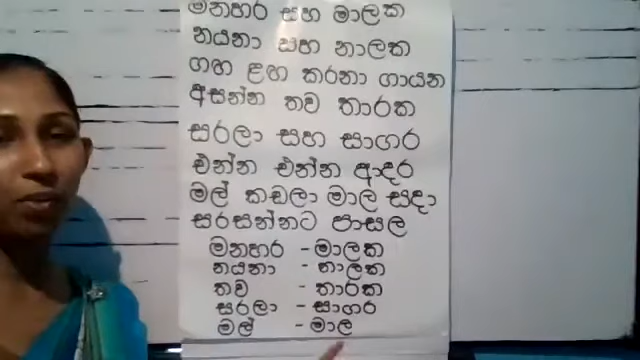 මනහර සහ මාලක
නයනා සහ නාලක
ගහ ළඟ කරනා ගායන
අසන්න තව තාරක
සරලා සහ සාගර
එන්න එන්න ආදර
මල් කඩලා මාල සදා
සරසන්නට පාසල
මනහර - මාලක
නයනා - නාලක
තව - තාරක
සරලා - සාගර
මල් - මාල